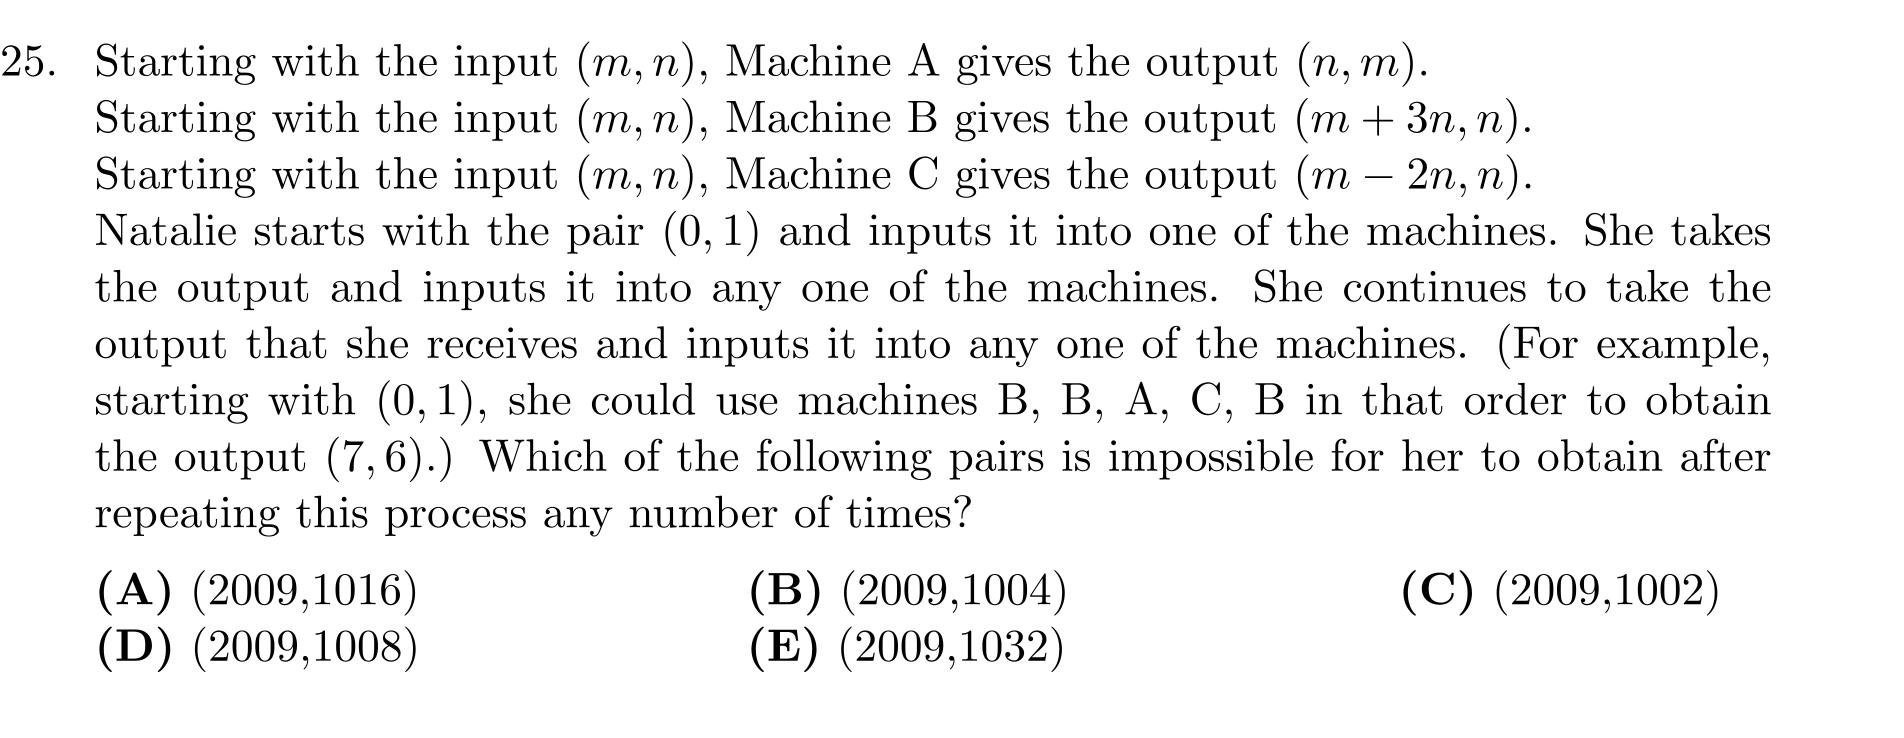 25. Starting with the input (m, n), Machine A gives the output (n, m).
Starting with the input (m, n), Machine B gives the output (m + 3n, n).
Starting with the input (m, n), Machine C gives the output (m − 2n, n).
Natalie starts with the pair (0, 1) and inputs it into one of the machines. She takes
the output and inputs it into any one of the machines. She continues to take the
output that she receives and inputs it into any one of the machines. (For example,
starting with (0, 1), she could use machines B, B, A, C, B in that order to obtain
the output (7, 6).) Which of the following pairs is impossible for her to obtain after
repeating this process any number of times?
(A) (2009,1016) (B) (2009,1004) (C) (2009,1002)
(D) (2009,1008) (E) (2009,1032)